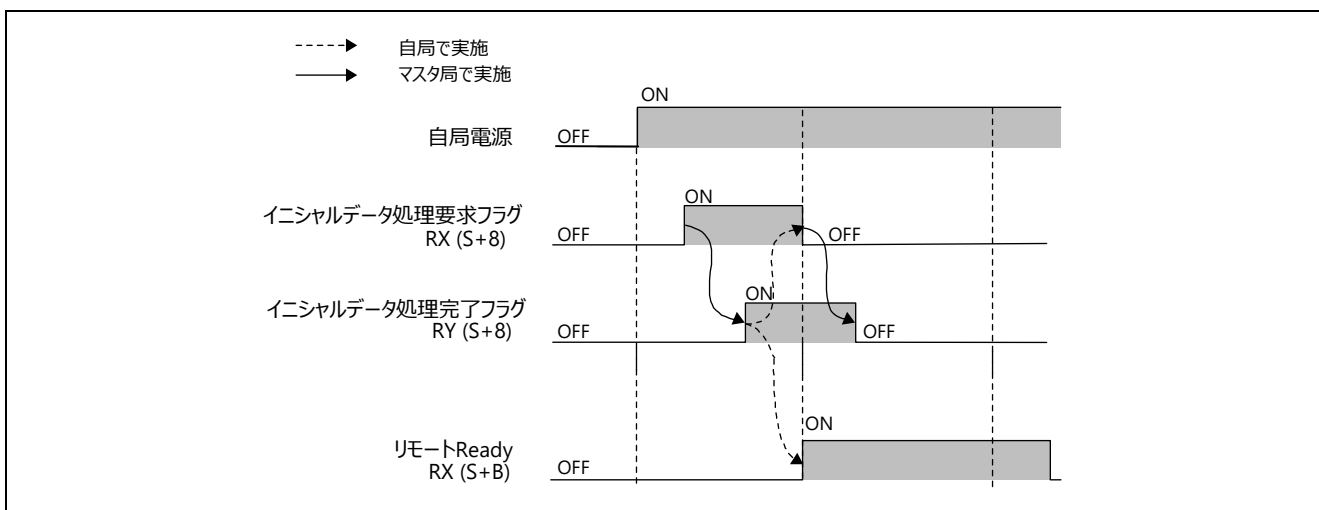 自局で実施
マスタ局で実施
ON
自局電源
OFF
ON
イニシャルデータ処理要求フラグ
RX (S+8)
OFF
OFF
ON
イニシャルデータ処理完了フラグ
RY (S+8)
OFF
OFF
ON
リモートReady
RX (S+B)
OFF